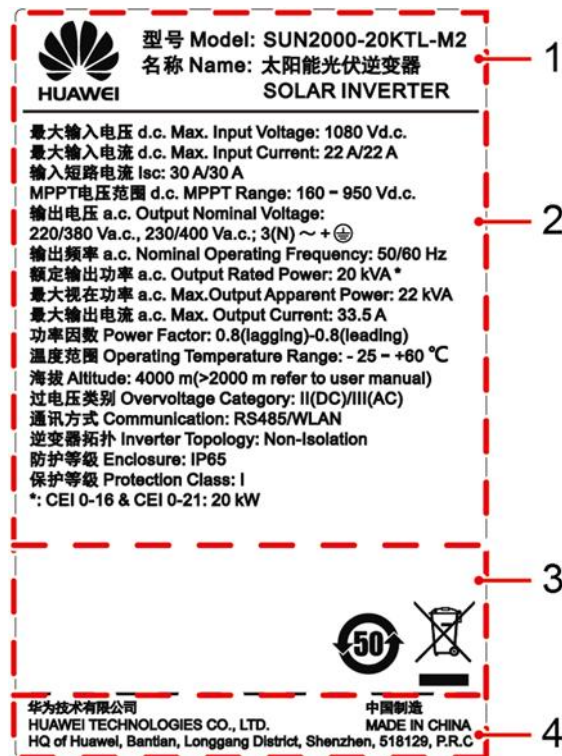 HUAWEI
型号 Model: SUN2000-20KTL-M2
名称 Name: 太阳能光伏逆变器
SOLAR INVERTER
1
最大输入电压 d.c. Max. Input Voltage: 1080 Vd.c.
最大输入电流 d.c. Max. Input Current: 22 A/22 A
输入短路电流 Isc: 30 A/30 A
MPPT电压范围 d.c. MPPT Range: 160 - 950 Vd.c.
输出电压 a.c. Output Nominal Voltage:
220/380 Va.c., 230/400 Va.c.; 3(N) ~ + ⏚
输出频率 a.c. Nominal Operating Frequency: 50/60 Hz
额定输出功率 a.c. Output Rated Power: 20 kVA *
最大视在功率 a.c. Max.Output Apparent Power: 22 kVA
最大输出电流 a.c. Max. Output Current: 33.5 A
功率因数 Power Factor: 0.8(lagging)-0.8(leading)
温度范围 Operating Temperature Range: - 25 - +60 ℃
海拔 Altitude: 4000 m(>2000 m refer to user manual)
过电压类别 Overvoltage Category: II(DC)/III(AC)
通讯方式 Communication: RS485/WLAN
逆变器拓扑 Inverter Topology: Non-Isolation
防护等级 Enclosure: IP65
保护等级 Protection Class: I
*: CEI 0-16 & CEI 0-21: 20 kW
2
50
3
华为技术有限公司 中国制造
HUAWEI TECHNOLOGIES CO., LTD. MADE IN CHINA
HQ of Huawei, Bantian, Longgang District, Shenzhen, 518129, P.R.C
4